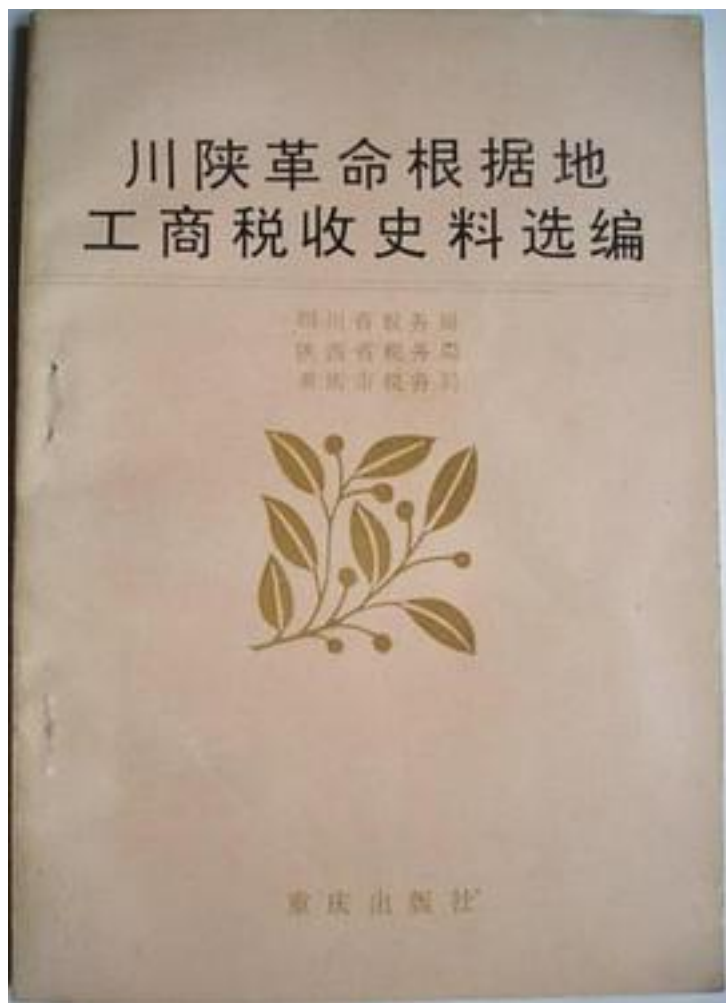 川陕革命根据地
工商税收史料选编
四川省税务局
陕西省税务局
重庆市税务局
重庆出版社